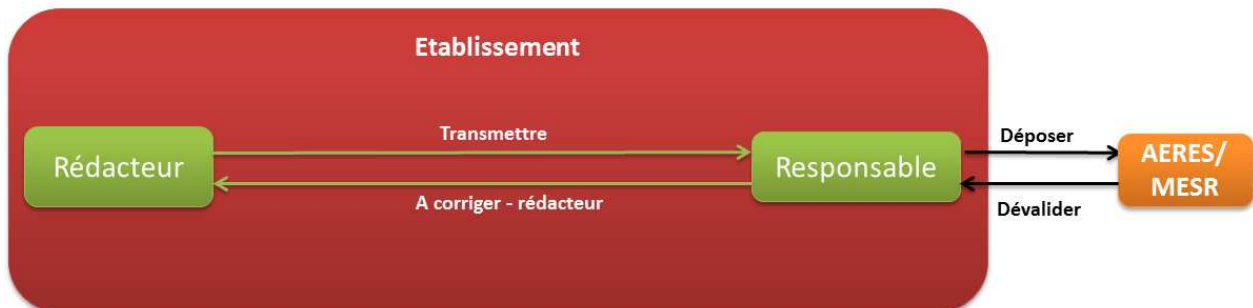 Etablissement
Transmettre
Rédacteur
Responsable
A corriger - rédacteur
Déposer
AERES/
MESR
Dévalider